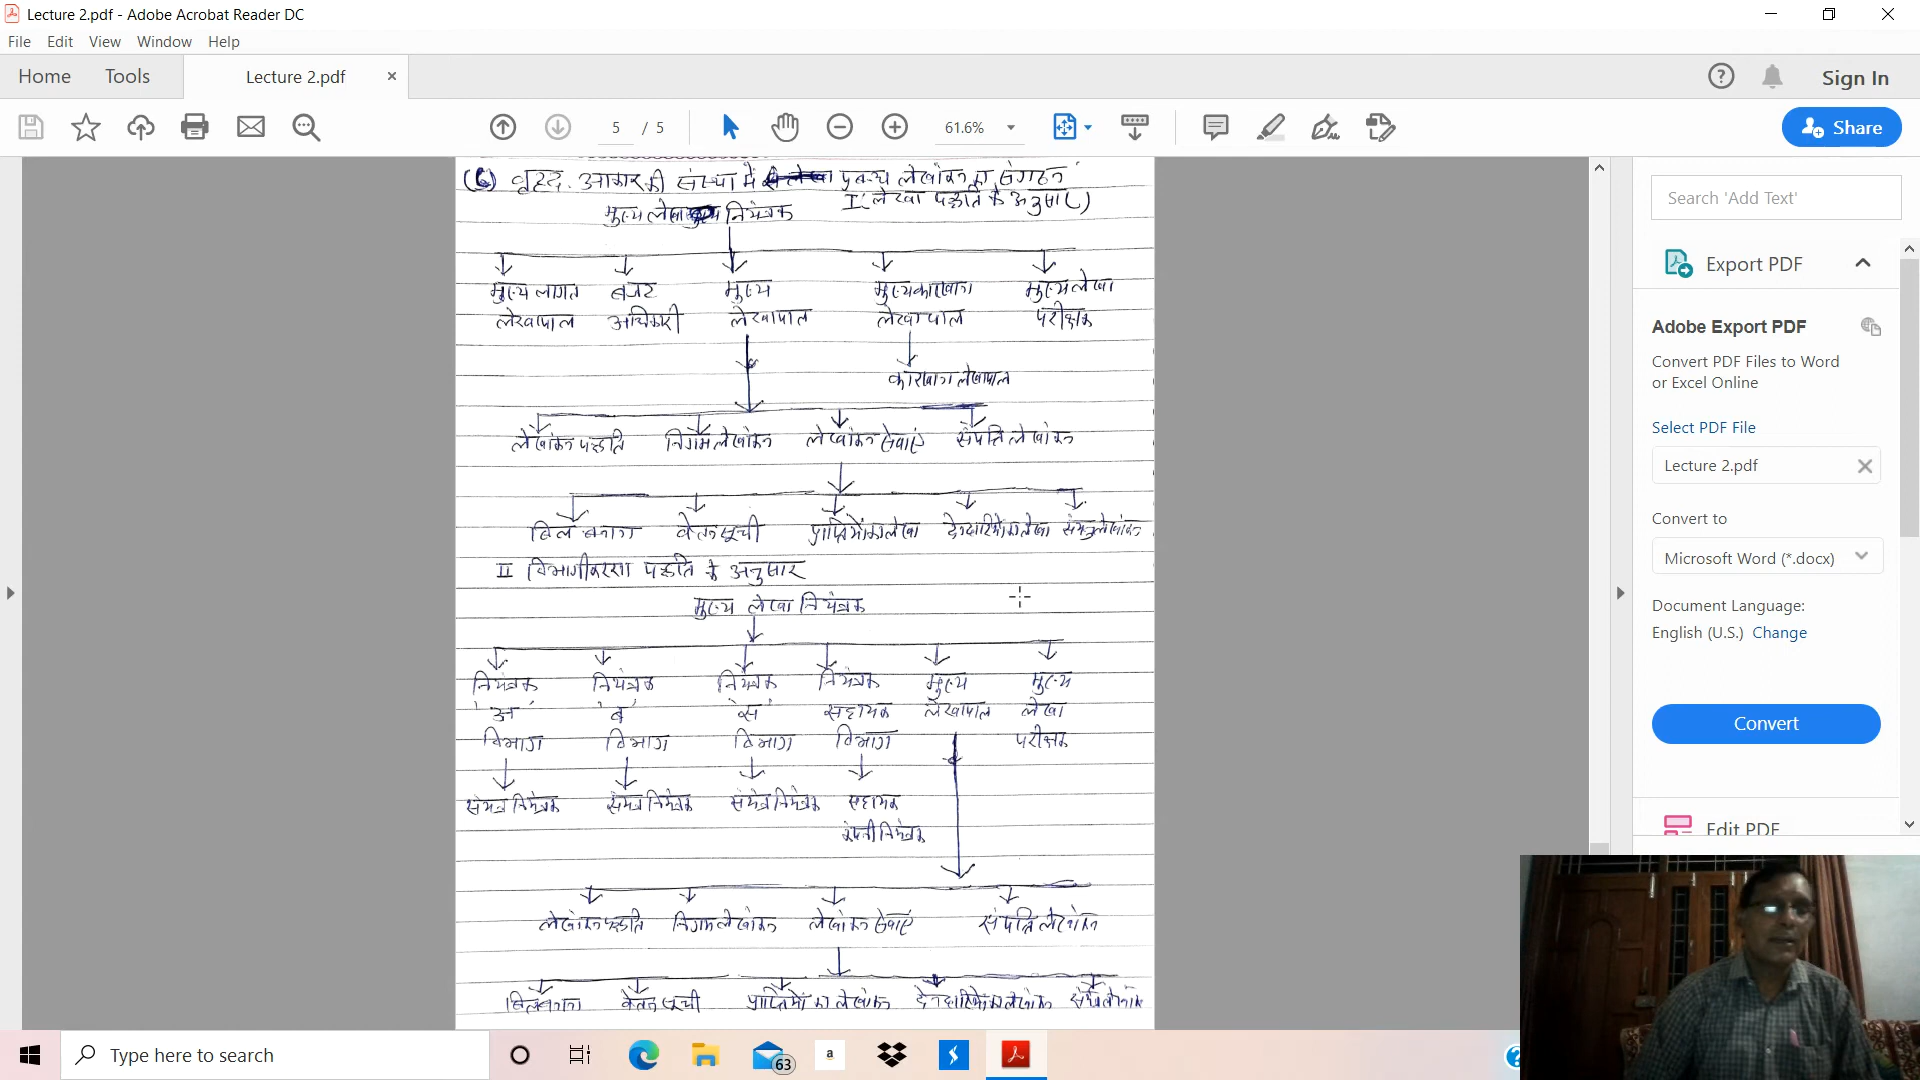 Lecture 2.pdf - Adobe Acrobat Reader DC
File Edit View Window Help
Home Tools Lecture 2.pdf × Sign In
5 / 5 61.6% Share
(C) वृहद आकार की संस्था में प्रबन्ध लेखांकन का संगठन
I (लेखा पद्धति के अनुसार)
मुख्य लेखा नियंत्रक
मुख्य लागत बजट मुख्य मुख्य कारखाना मुख्य लेखा
लेखापाल अधिकारी लेखापाल लेखापाल परीक्षक
कारखाना लेखापाल
लेखांकन पद्धति निगम लेखांकन लेखांकन सेवाएं संपत्ति लेखांकन
बिल बनाना वेतन सूची प्राप्तियों का लेखा देनदारियों का लेखा
II विभागीकरण पद्धति के अनुसार
मुख्य लेखा नियंत्रक
नियंत्रक नियंत्रक नियंत्रक नियंत्रक मुख्य मुख्य
'अ' 'ब' 'स' सहायक लेखापाल लेखा
विभाग विभाग विभाग विभाग परीक्षक
संयंत्र नियंत्रक संयंत्र नियंत्रक संयंत्र नियंत्रक सहायक
कंपनी नियंत्रक
लेखांकन पद्धति निगम लेखांकन लेखांकन सेवाएं संपत्ति लेखांकन
बिल बनाना वेतन सूची प्राप्तियों का लेखांकन देनदारियों का लेखांकन
Search 'Add Text'
Export PDF
Adobe Export PDF
Convert PDF Files to Word
or Excel Online
Select PDF File
Lecture 2.pdf
Convert to
Microsoft Word (*.docx)
Document Language:
English (U.S.) Change
Convert
Edit PDF
Type here to search
63
a